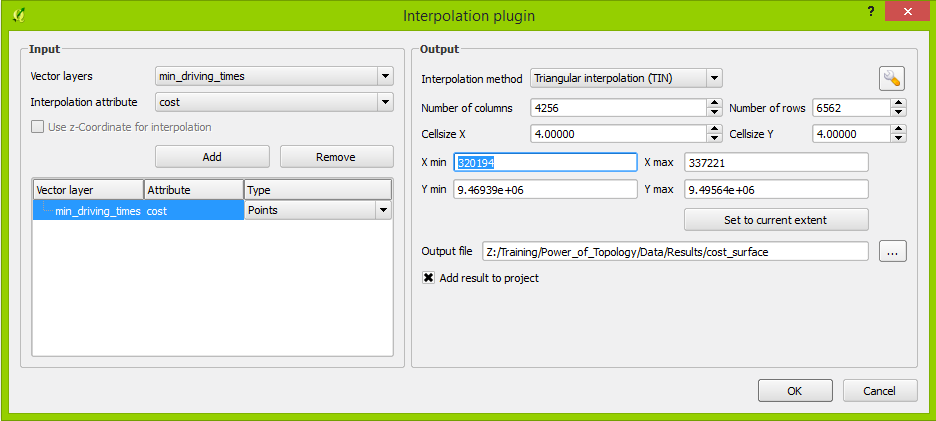 Interpolation plugin
?
Input
Vector layers min_driving_times
Interpolation attribute cost
Use z-Coordinate for interpolation
Add Remove
Vector layer Attribute Type
min_driving_times cost Points
Output
Interpolation method Triangular interpolation (TIN)
Number of columns 4256 Number of rows 6562
Cellsize X 4.00000 Cellsize Y 4.00000
X min 320194 X max 337221
Y min 9.46939e+06 Y max 9.49564e+06
Set to current extent
Output file Z:/Training/Power_of_Topology/Data/Results/cost_surface ...
Add result to project
OK Cancel